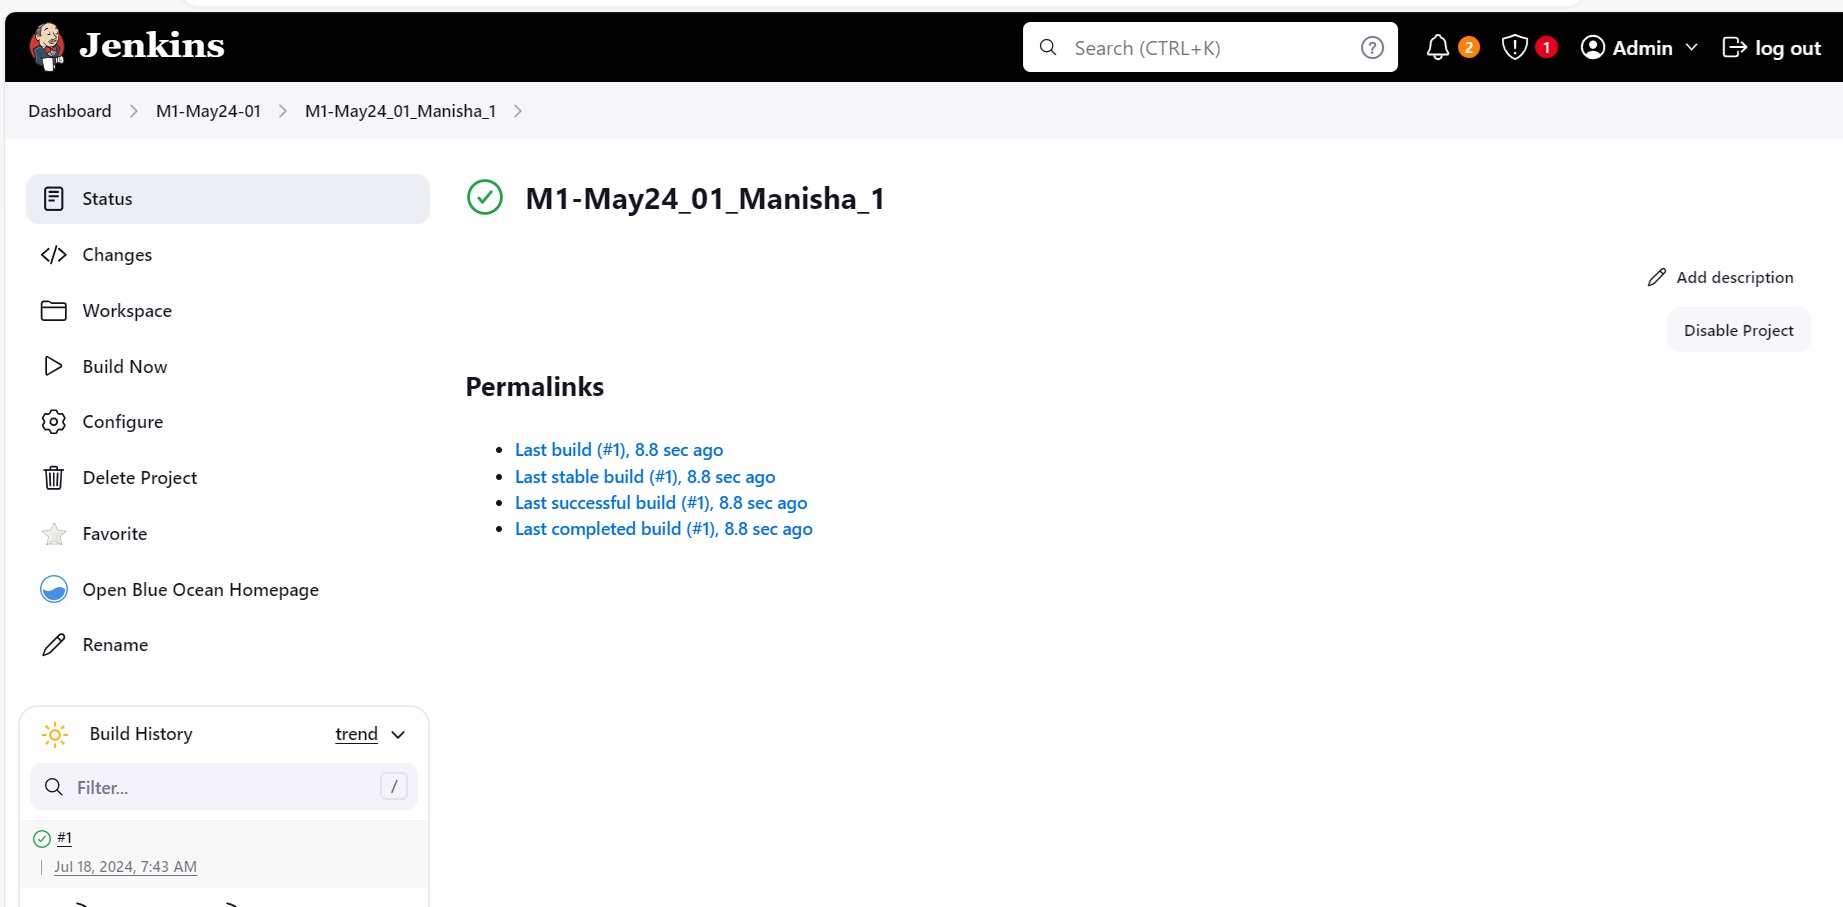 Jenkins
Search (CTRL+K)
2
1
Admin
log out
Dashboard
M1-May24-01
M1-May24_01_Manisha_1
Status
Changes
Workspace
Build Now
Configure
Delete Project
Favorite
Open Blue Ocean Homepage
Rename
Build History
trend
Filter...
/
#1
Jul 18, 2024, 7:43 AM
M1-May24_01_Manisha_1
Add description
Disable Project
Permalinks
Last build (#1), 8.8 sec ago
Last stable build (#1), 8.8 sec ago
Last successful build (#1), 8.8 sec ago
Last completed build (#1), 8.8 sec ago